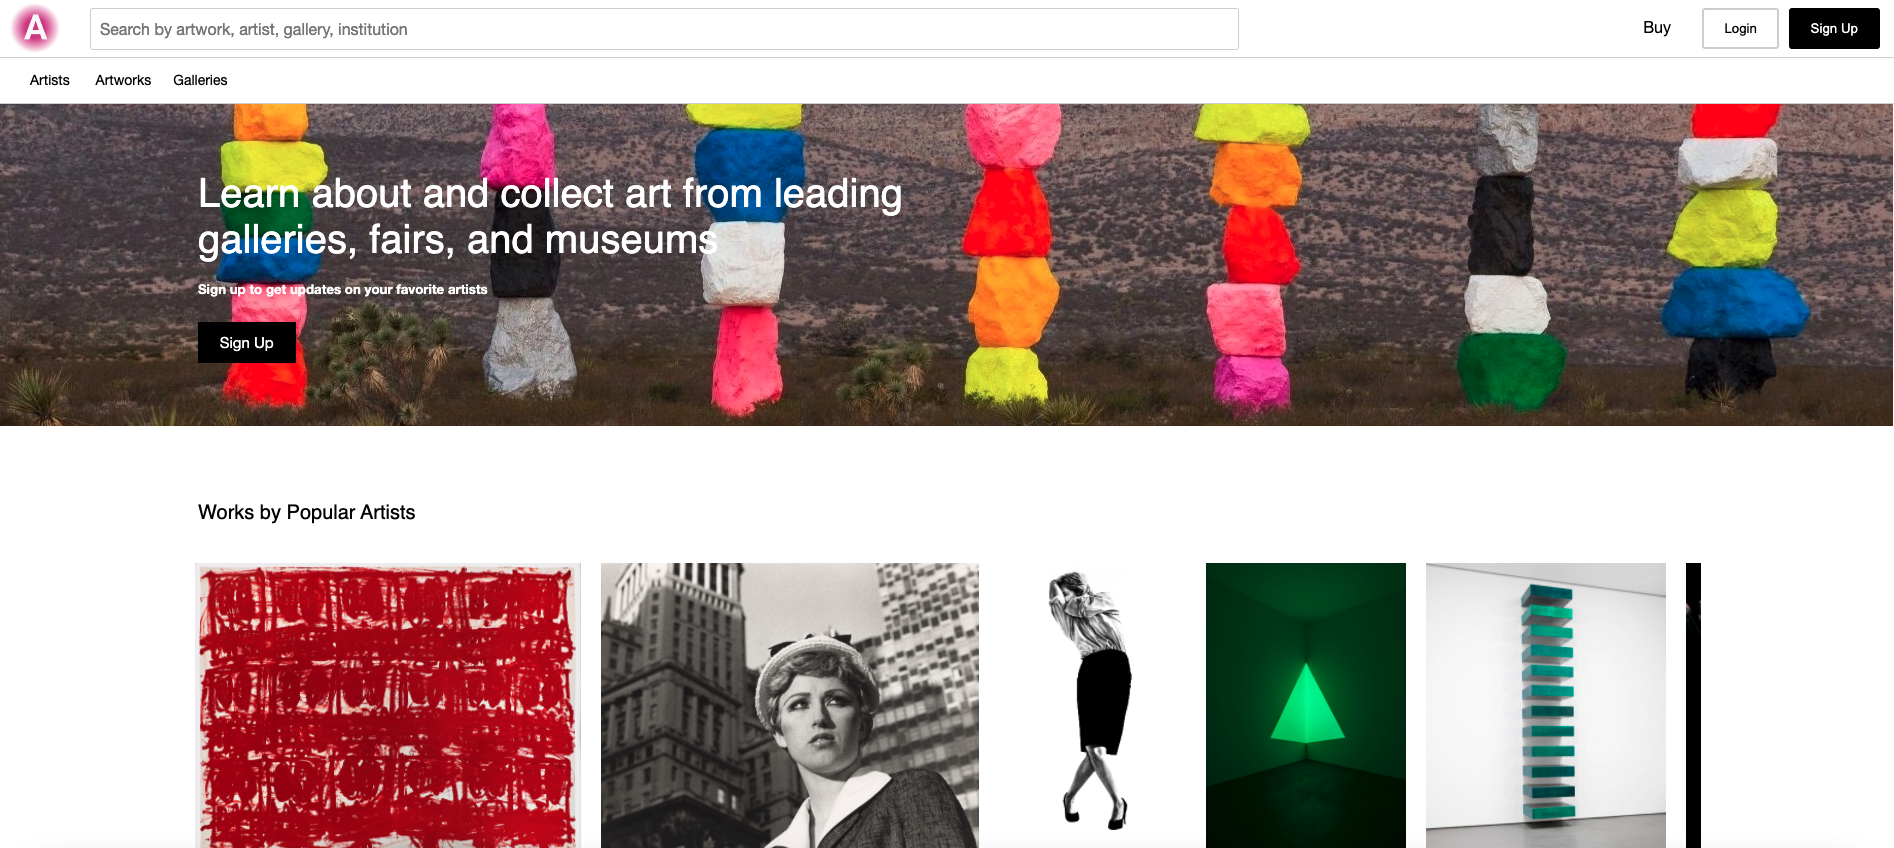 A
Search by artwork, artist, gallery, institution
Buy
Login
Sign Up
Artists
Artworks
Galleries
Learn about and collect art from leading
galleries, fairs, and museums
Sign up to get updates on your favorite artists
Sign Up
Works by Popular Artists